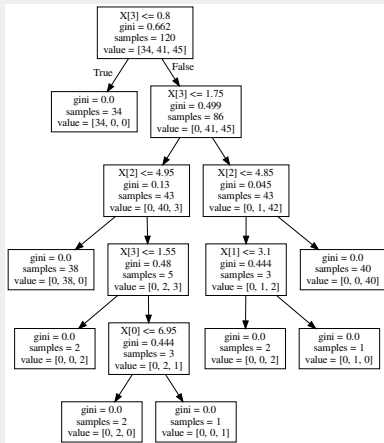 X[3] <= 0.8
gini = 0.662
samples = 120
value = [34, 41, 45]
True
False
gini = 0.0
samples = 34
value = [34, 0, 0]
X[3] <= 1.75
gini = 0.499
samples = 86
value = [0, 41, 45]
X[2] <= 4.95
gini = 0.13
samples = 43
value = [0, 40, 3]
X[2] <= 4.85
gini = 0.045
samples = 43
value = [0, 1, 42]
gini = 0.0
samples = 38
value = [0, 38, 0]
X[3] <= 1.55
gini = 0.48
samples = 5
value = [0, 2, 3]
X[1] <= 3.1
gini = 0.444
samples = 3
value = [0, 1, 2]
gini = 0.0
samples = 40
value = [0, 0, 40]
gini = 0.0
samples = 2
value = [0, 0, 2]
X[0] <= 6.95
gini = 0.444
samples = 3
value = [0, 2, 1]
gini = 0.0
samples = 2
value = [0, 0, 2]
gini = 0.0
samples = 1
value = [0, 1, 0]
gini = 0.0
samples = 2
value = [0, 2, 0]
gini = 0.0
samples = 1
value = [0, 0, 1]